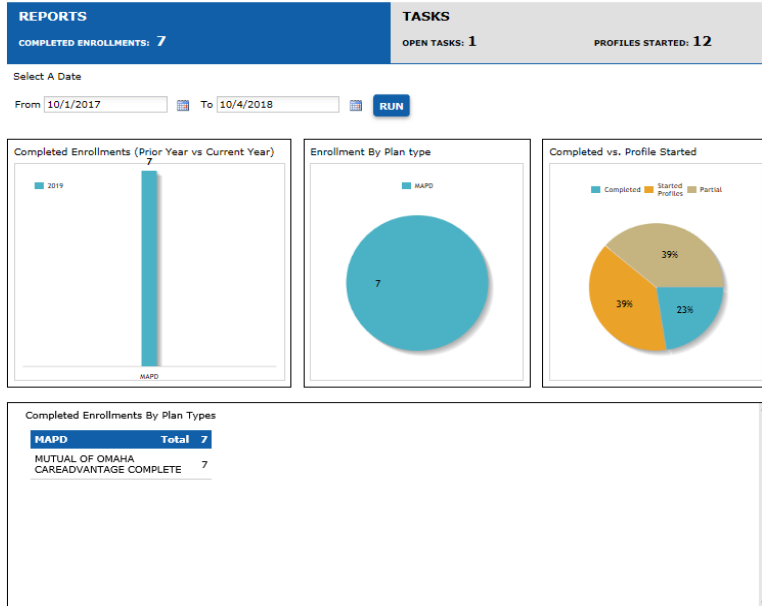 REPORTS
COMPLETED ENROLLMENTS: 7
TASKS
OPEN TASKS: 1
PROFILES STARTED: 12
Select A Date
From 10/1/2017 To 10/4/2018 RUN
Completed Enrollments (Prior Year vs Current Year)
7
2019
MAPD
Enrollment By Plan type
MAPD
7
Completed vs. Profile Started
Completed
Started
Profiles
Partial
39%
39%
23%
Completed Enrollments By Plan Types
MAPD Total 7
MUTUAL OF OMAHA
CAREADVANTAGE COMPLETE 7